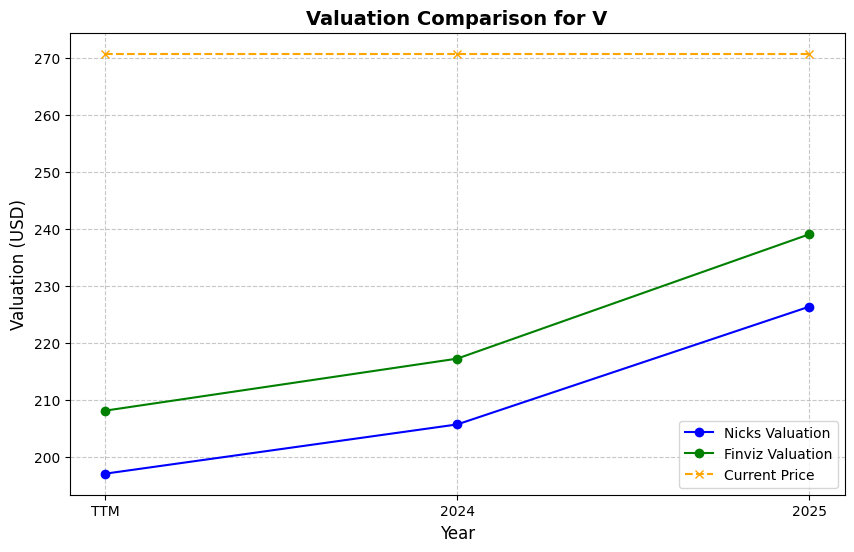 Valuation Comparison for V
Valuation (USD)
270
260
250
240
230
220
210
200
TTM
2024
2025
Year
Nicks Valuation
Finviz Valuation
Current Price